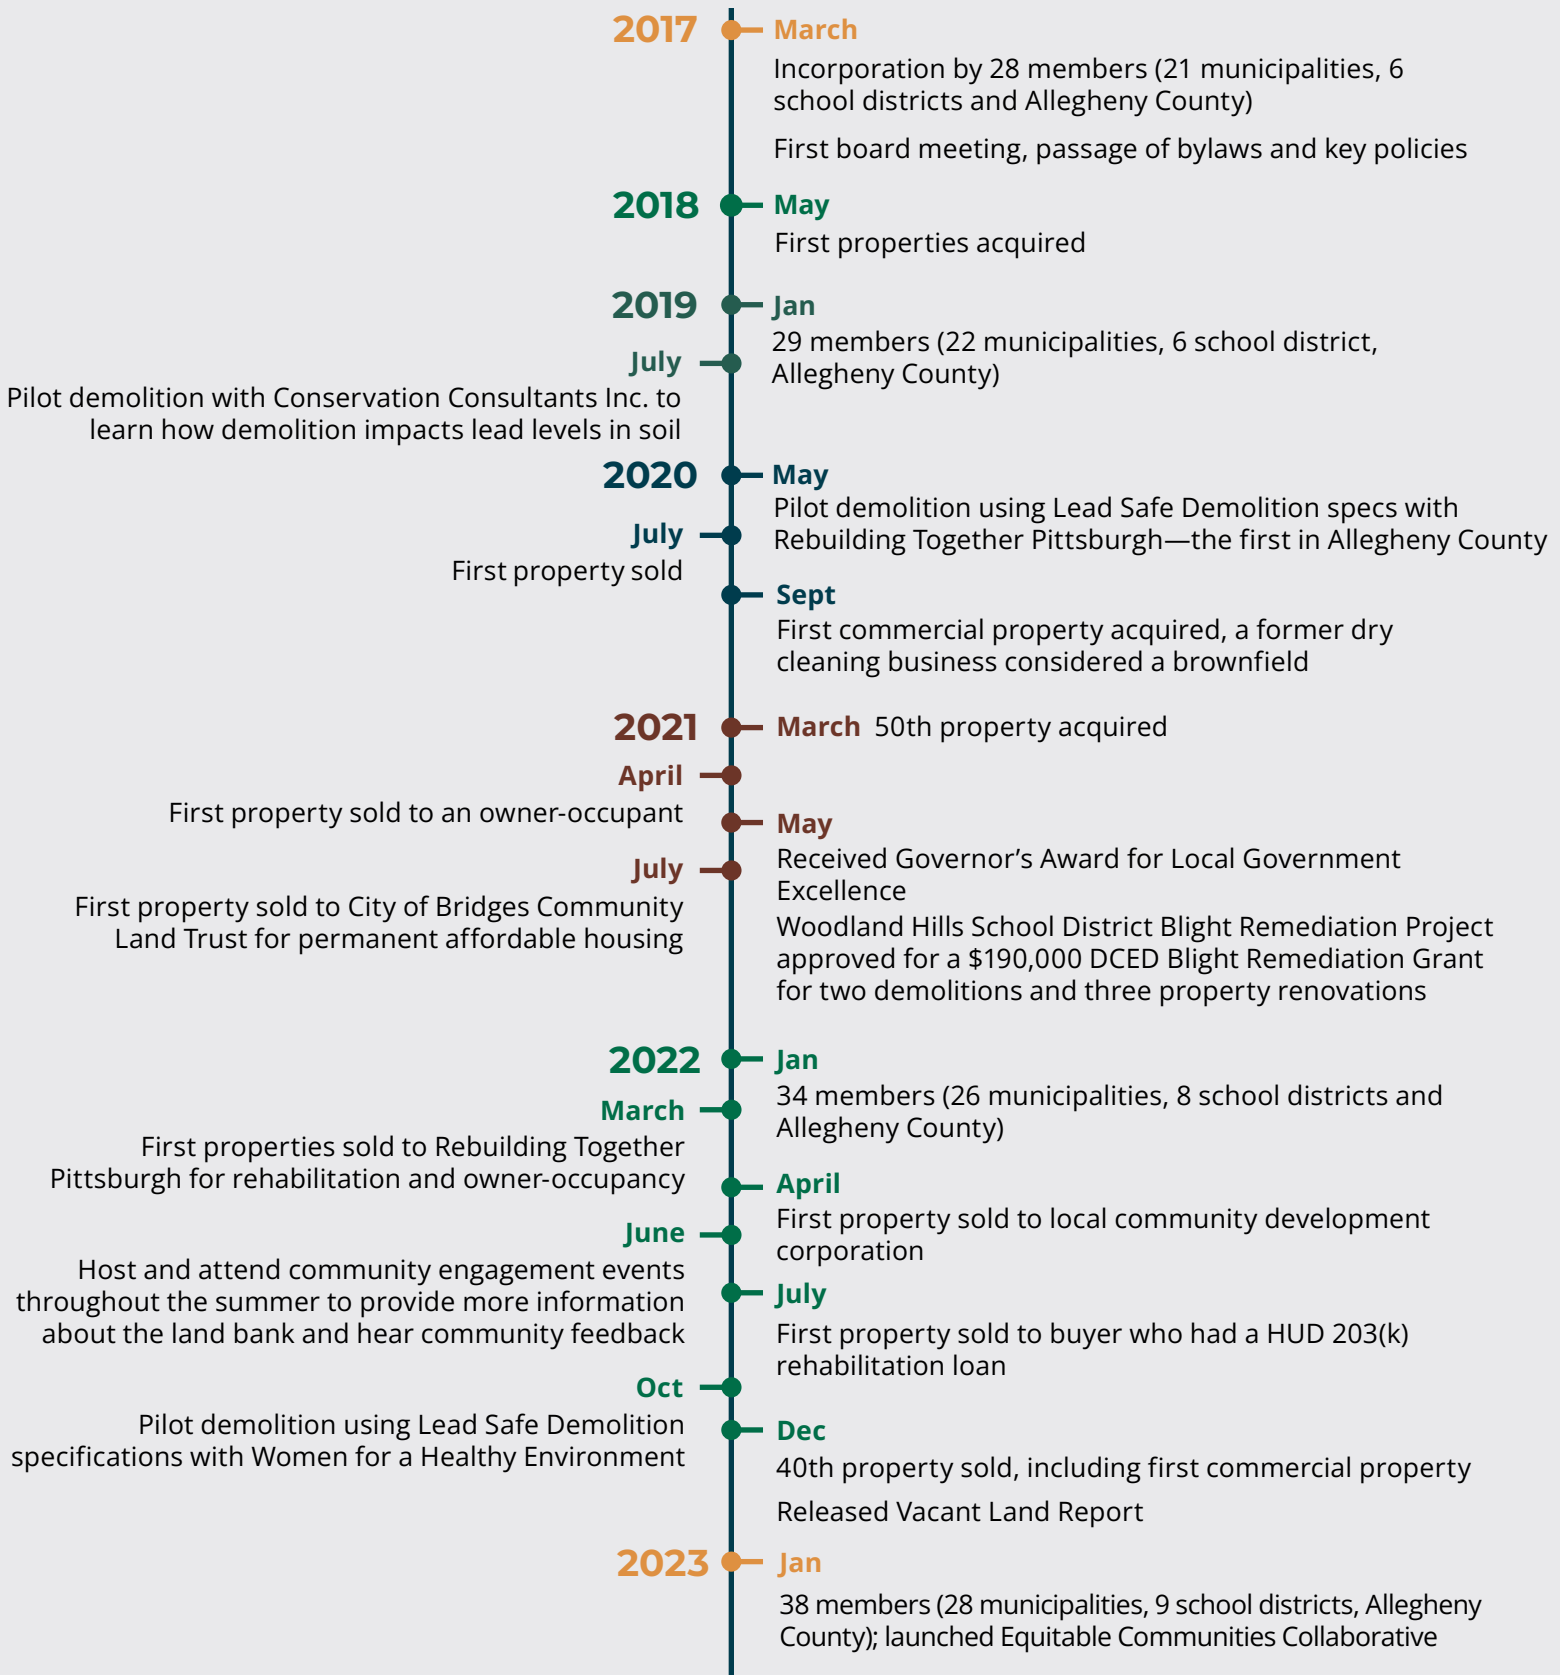 2017
March
Incorporation by 28 members (21 municipalities, 6
school districts and Allegheny County)
First board meeting, passage of bylaws and key policies
2018
May
First properties acquired
2019
Jan
29 members (22 municipalities, 6 school district,
Allegheny County)
July
Pilot demolition with Conservation Consultants Inc. to
learn how demolition impacts lead levels in soil
2020
May
Pilot demolition using Lead Safe Demolition specs with
Rebuilding Together Pittsburgh—the first in Allegheny County
July
First property sold
Sept
First commercial property acquired, a former dry
cleaning business considered a brownfield
2021
March 50th property acquired
April
First property sold to an owner-occupant
May
Received Governor’s Award for Local Government
Excellence
Woodland Hills School District Blight Remediation Project
approved for a $190,000 DCED Blight Remediation Grant
for two demolitions and three property renovations
July
First property sold to City of Bridges Community
Land Trust for permanent affordable housing
2022
Jan
34 members (26 municipalities, 8 school districts and
Allegheny County)
March
First properties sold to Rebuilding Together
Pittsburgh for rehabilitation and owner-occupancy
April
First property sold to local community development
corporation
June
Host and attend community engagement events
throughout the summer to provide more information
about the land bank and hear community feedback
July
First property sold to buyer who had a HUD 203(k)
rehabilitation loan
Oct
Pilot demolition using Lead Safe Demolition
specifications with Women for a Healthy Environment
Dec
40th property sold, including first commercial property
Released Vacant Land Report
2023
Jan
38 members (28 municipalities, 9 school districts, Allegheny
County); launched Equitable Communities Collaborative